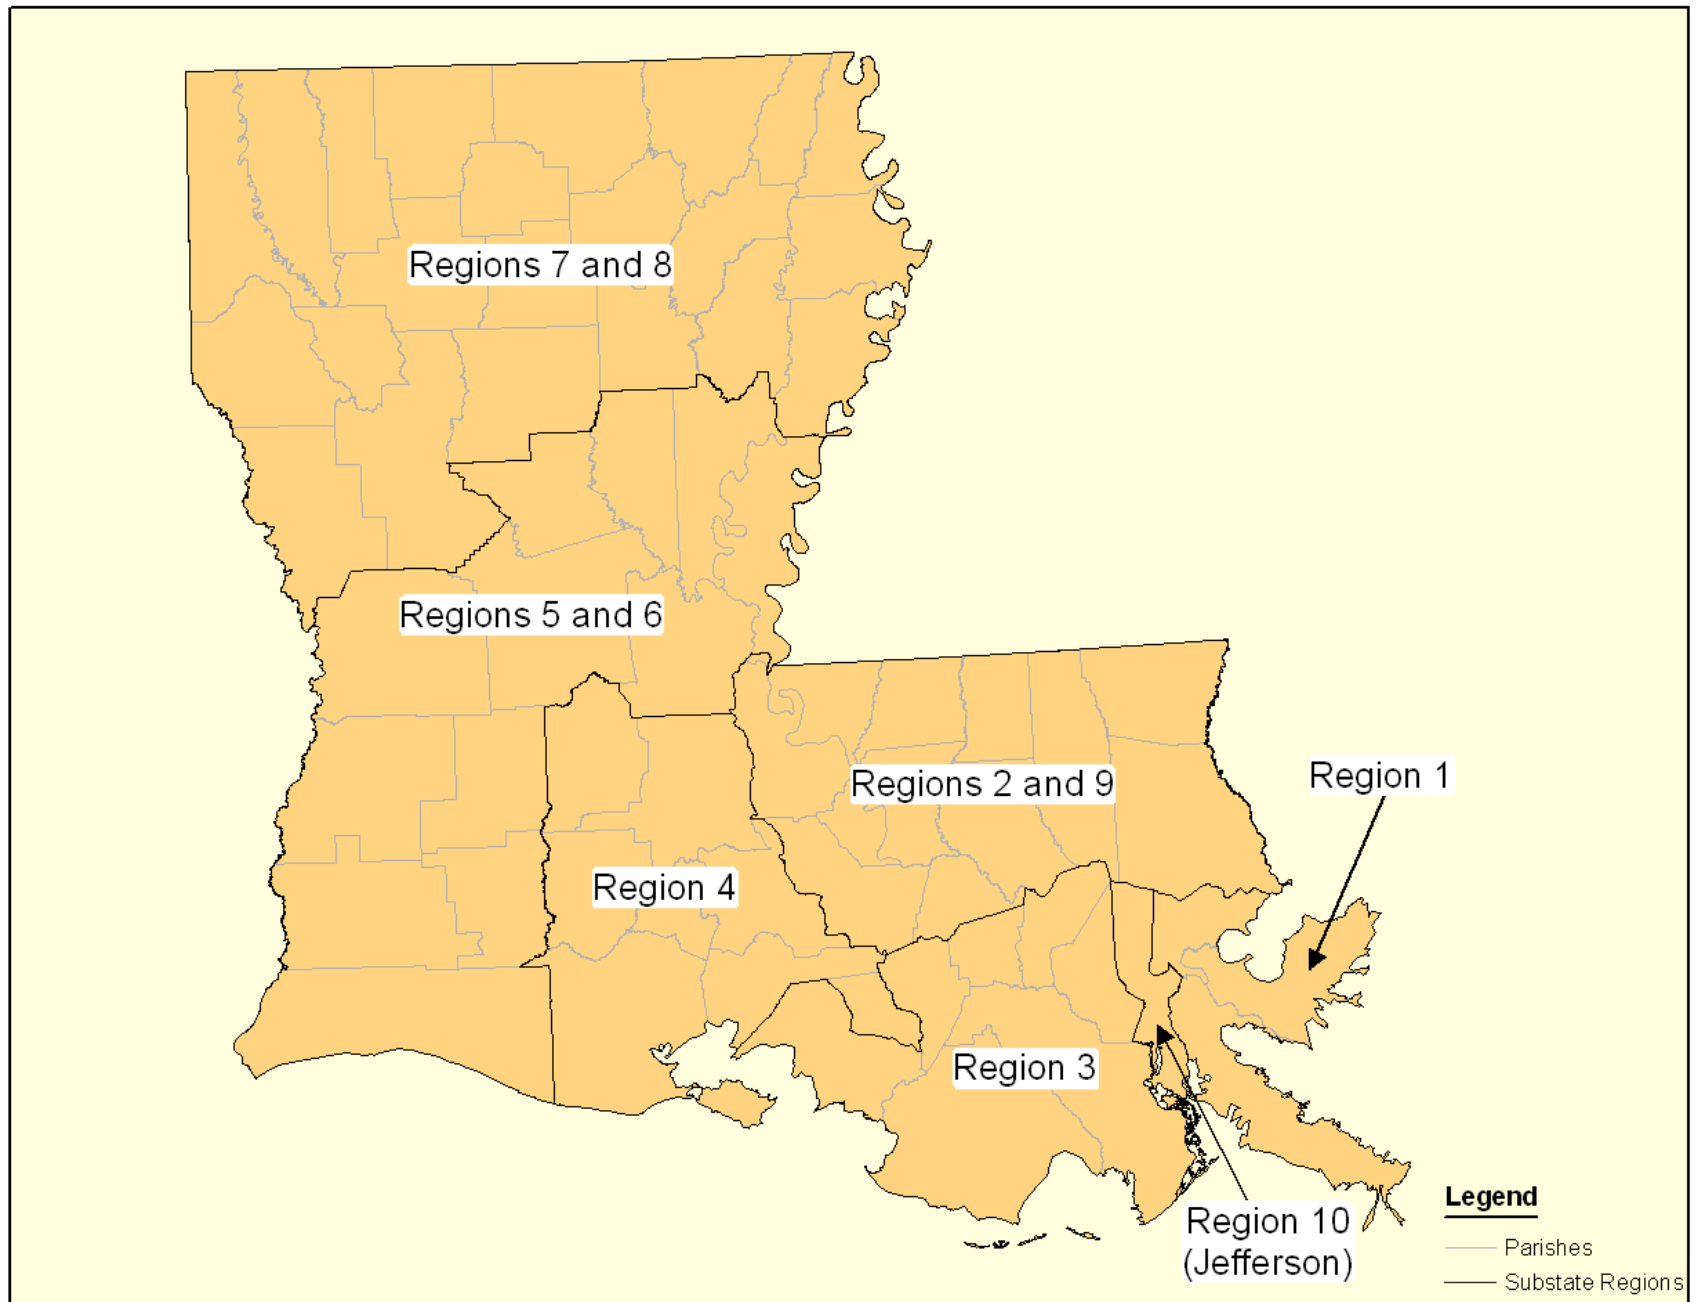 Regions 7 and 8
Regions 5 and 6
Regions 2 and 9
Region 1
Region 4
Region 3
Region 10
(Jefferson)
Legend
Parishes
Substate Regions